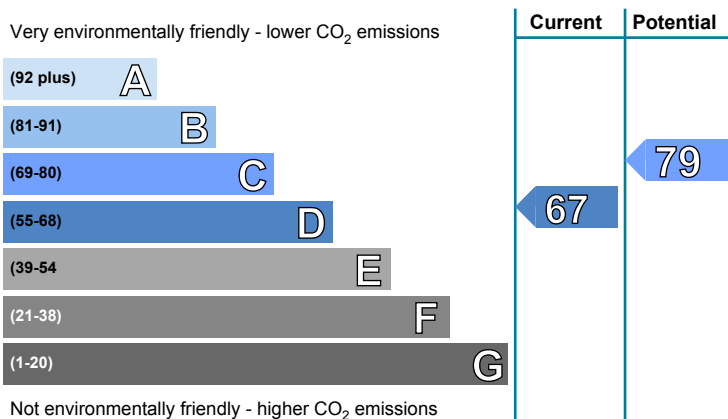 Current Potential
Very environmentally friendly - lower CO₂ emissions
(92 plus) A
(81-91) B
(69-80) C
79
(55-68) D
67
(39-54 E
(21-38) F
(1-20) G
Not environmentally friendly - higher CO₂ emissions